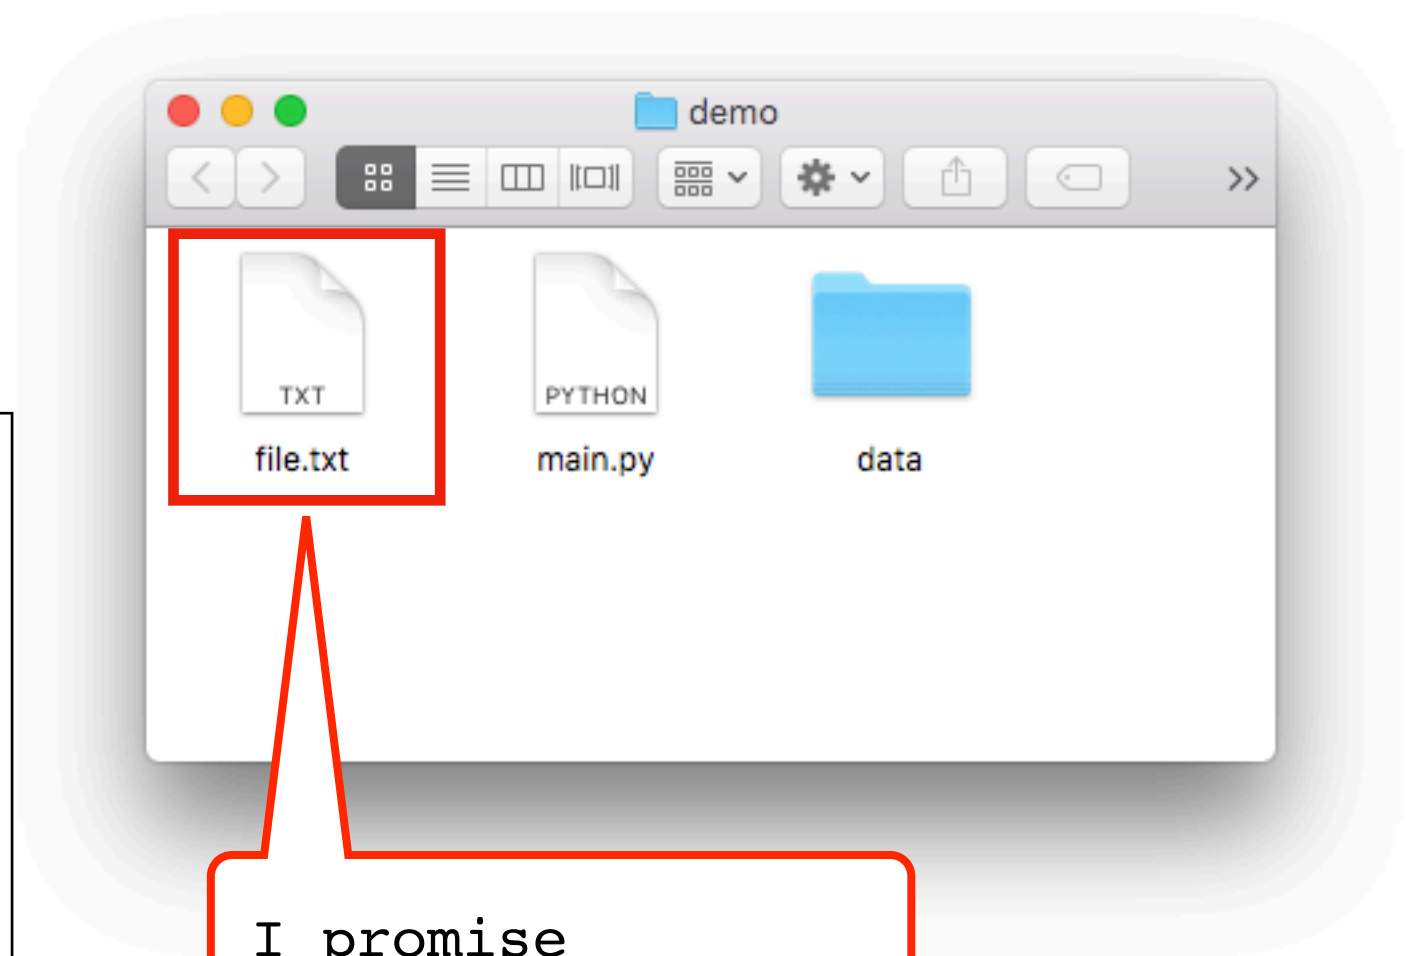 demo
TXT
PYTHON
file.txt
main.py
data
I promise